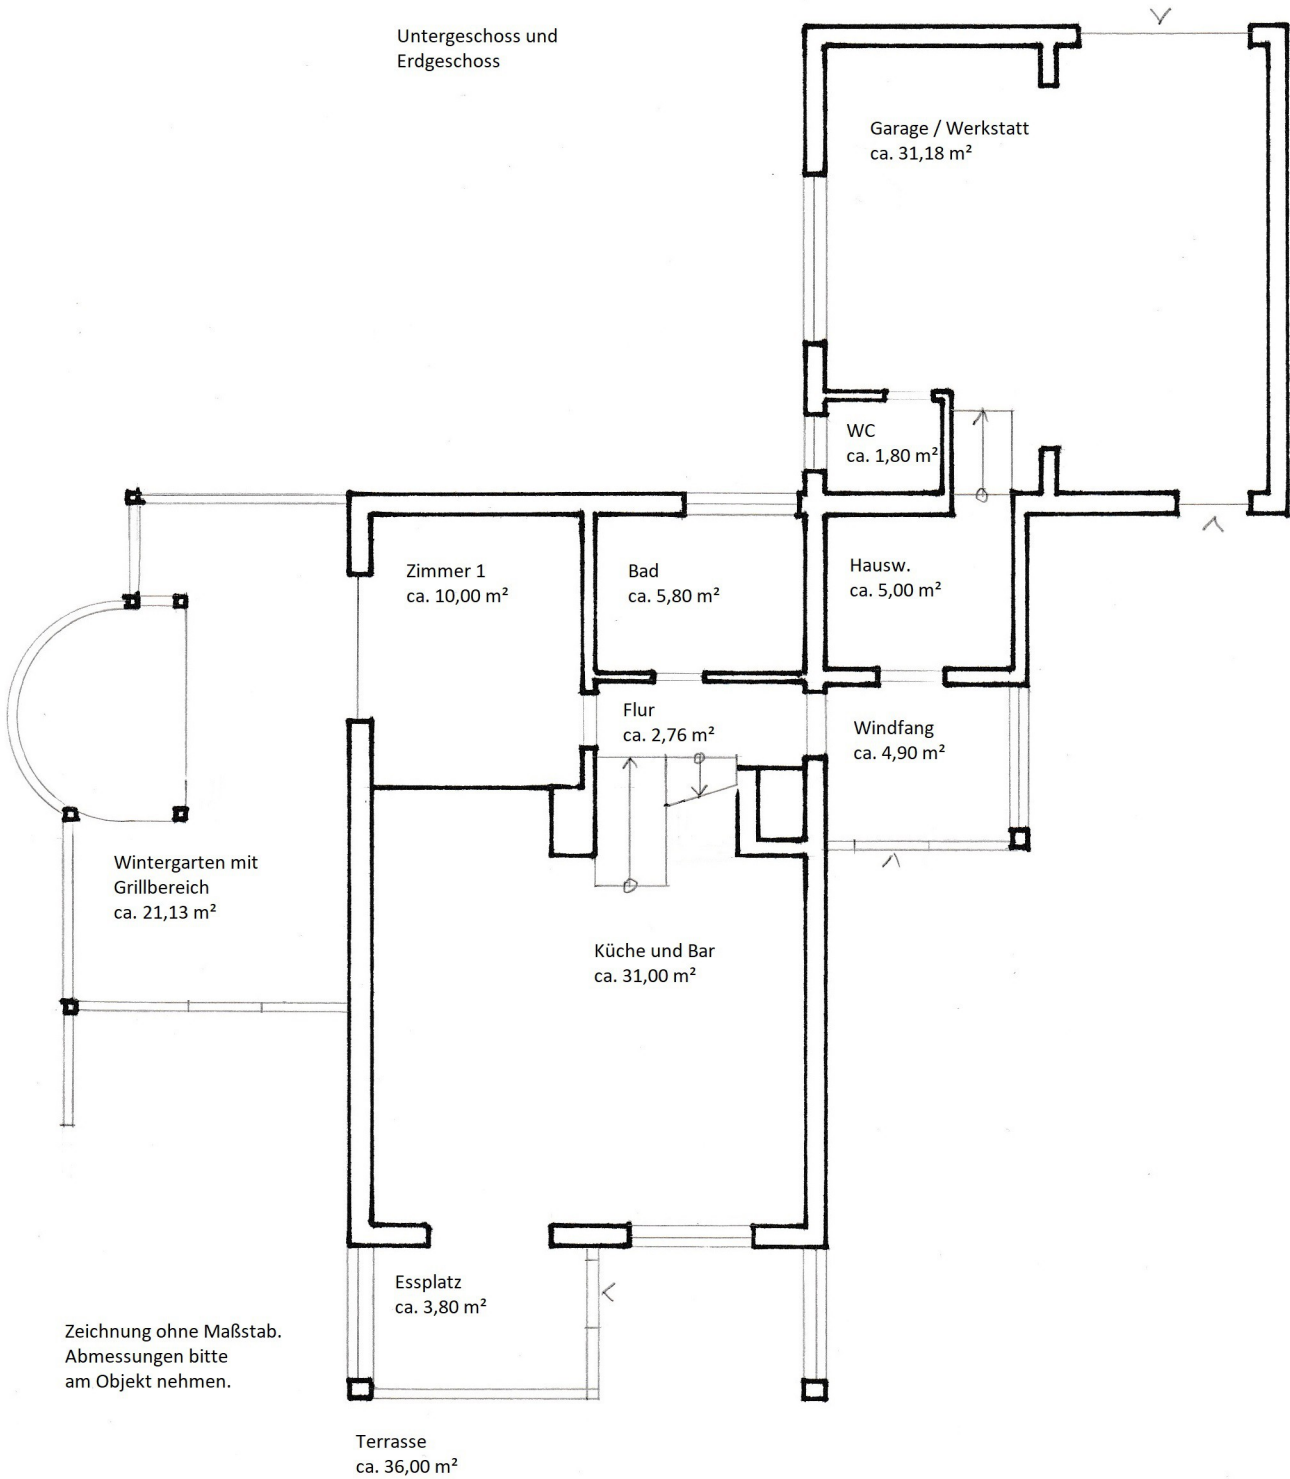 Untergeschoss und
Erdgeschoss
Garage / Werkstatt
ca. 31,18 m²
WC
ca. 1,80 m²
Zimmer 1
ca. 10,00 m²
Bad
ca. 5,80 m²
Hausw.
ca. 5,00 m²
Flur
ca. 2,76 m²
Windfang
ca. 4,90 m²
Wintergarten mit
Grillbereich
ca. 21,13 m²
Küche und Bar
ca. 31,00 m²
Essplatz
ca. 3,80 m²
Zeichnung ohne Maßstab.
Abmessungen bitte
am Objekt nehmen.
Terrasse
ca. 36,00 m²